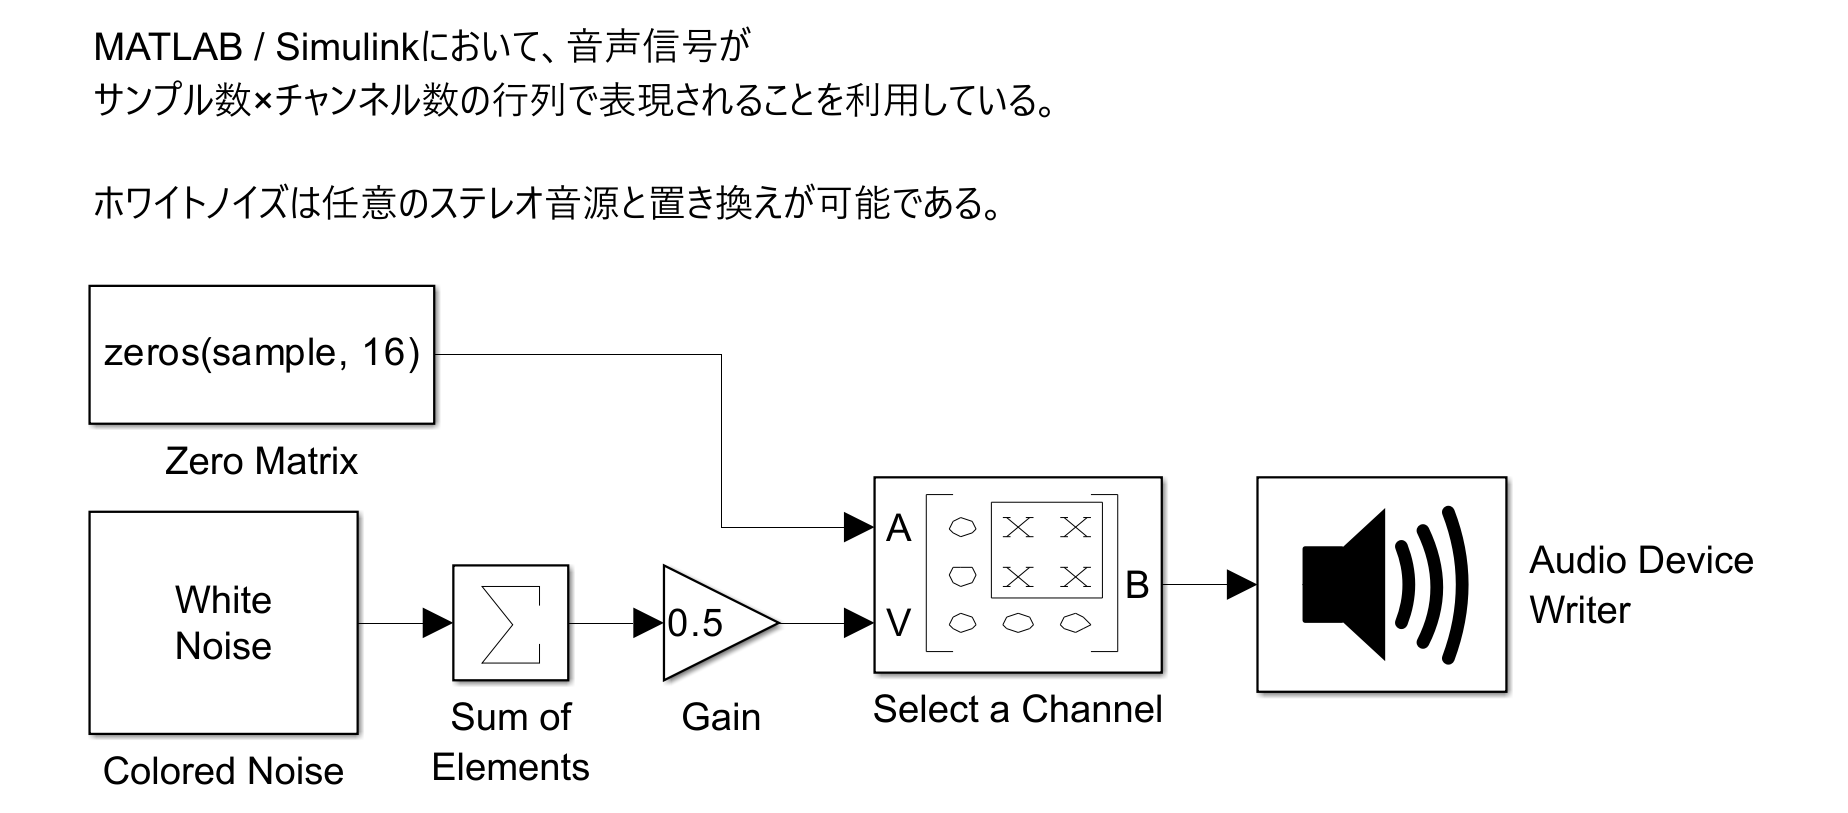 MATLAB / Simulinkにおいて、音声信号が
サンプル数×チャンネル数の行列で表現されることを利用している。
ホワイトノイズは任意のステレオ音源と置き換えが可能である。
zeros(sample, 16)
Zero Matrix
White
Noise
Colored Noise
Sum of
Elements
0.5
Gain
A
V
B
Select a Channel
Audio Device
Writer